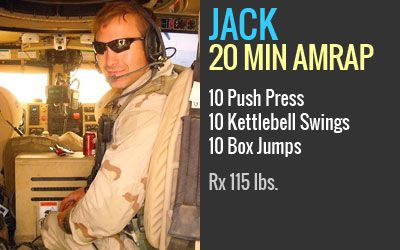 JACK
20 MIN AMRAP
10 Push Press
10 Kettlebell Swings
10 Box Jumps
Rx 115 lbs.